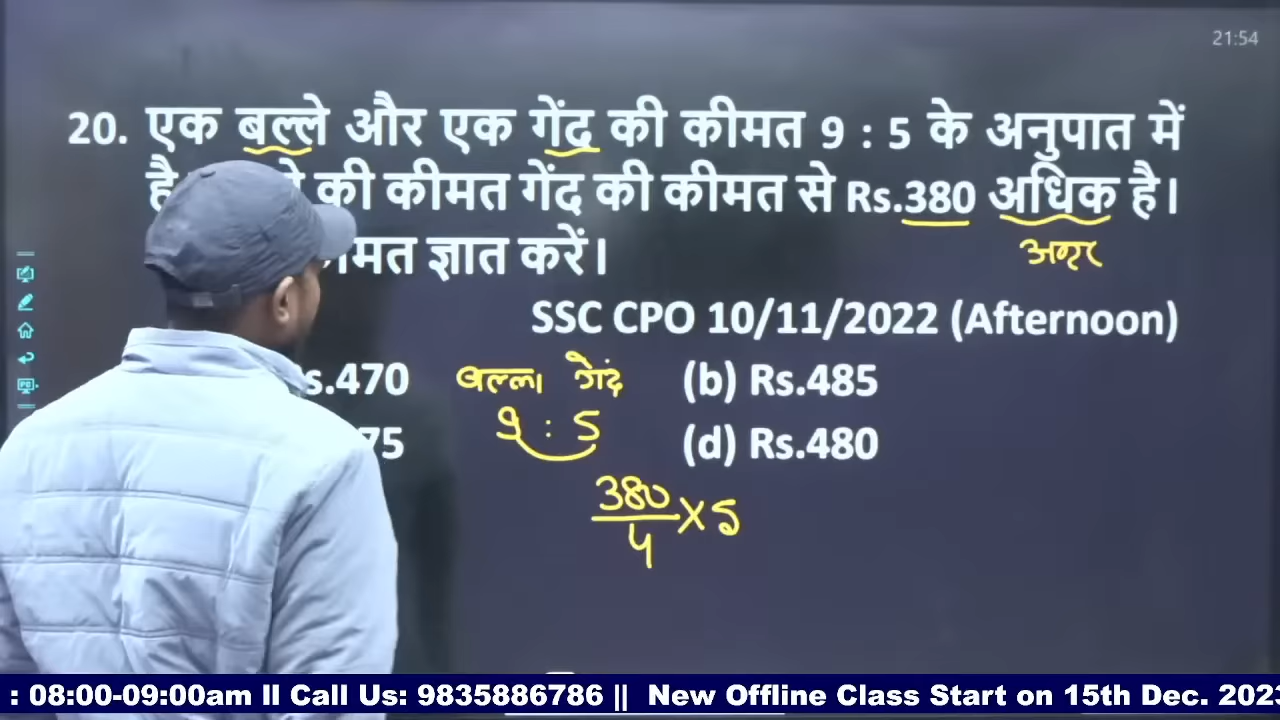 21:54
20. एक बल्ले और एक गेंद की कीमत 9 : 5 के अनुपात में
की कीमत गेंद की कीमत से Rs.380 अधिक है।
ज्ञात करें।
अन्तर
SSC CPO 10/11/2022 (Afternoon)
s.470 बल्ला गेंद (b) Rs.485
75 9 : 5 (d) Rs.480
380/4 × 5
: 08:00-09:00am II Call Us: 9835886786 || New Offline Class Start on 15th Dec. 202